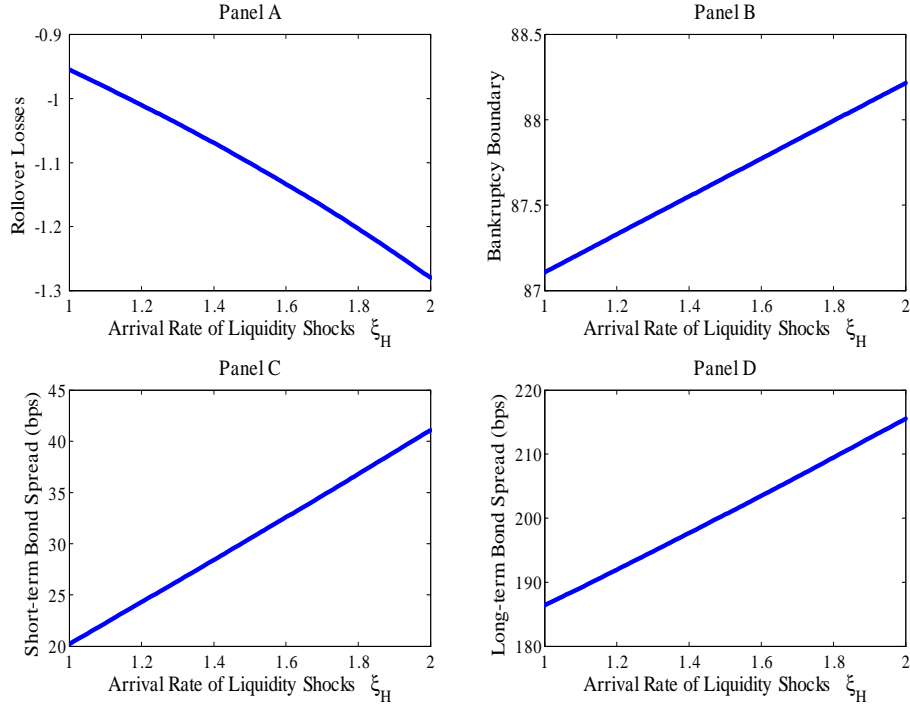 Panel A
-0.9
-1
-1.1
-1.2
-1.3
Rollover Losses
1 1.2 1.4 1.6 1.8 2
Arrival Rate of Liquidity Shocks ξ_H
Panel B
88.5
88
87.5
87
Bankruptcy Boundary
1 1.2 1.4 1.6 1.8 2
Arrival Rate of Liquidity Shocks ξ_H
Panel C
45
40
35
30
25
20
Short-term Bond Spread (bps)
1 1.2 1.4 1.6 1.8 2
Arrival Rate of Liquidity Shocks ξ_H
Panel D
220
210
200
190
180
Long-term Bond Spread (bps)
1 1.2 1.4 1.6 1.8 2
Arrival Rate of Liquidity Shocks ξ_H